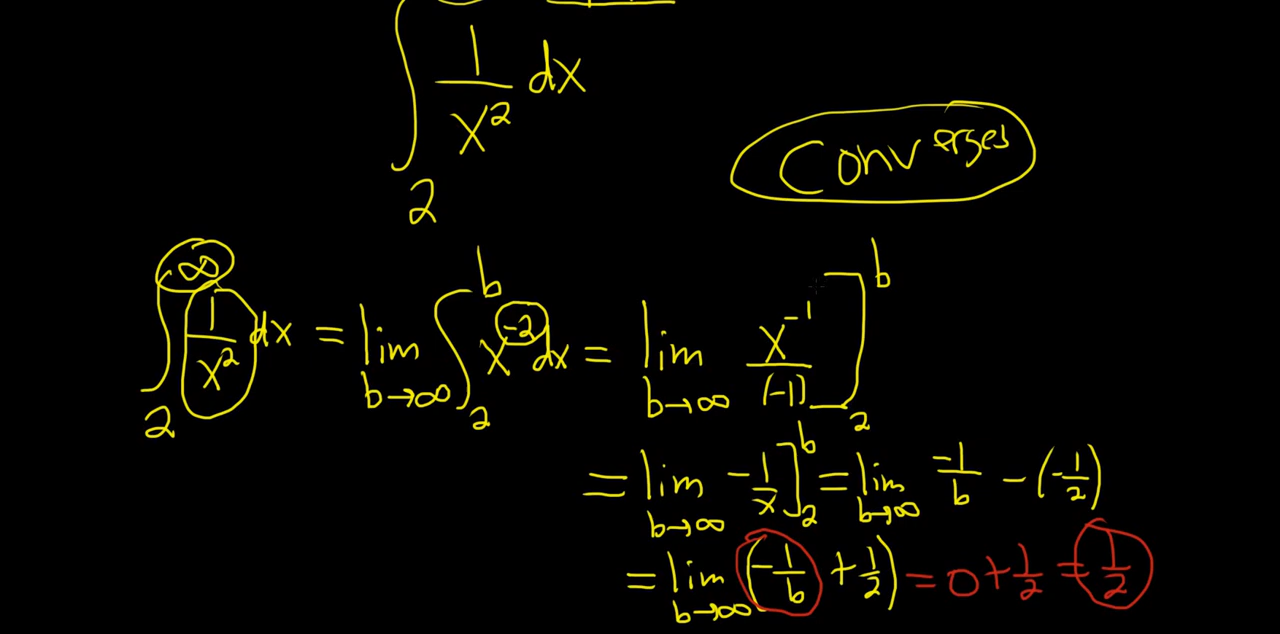 ∫₂ 1/x² dx
Converges
∫₂^∞ 1/x² dx = lim b→∞ ∫₂^b x^-2 dx = lim b→∞ x^-1/(-1) ]₂^b
= lim b→∞ -1/x ]₂^b = lim b→∞ -1/b - (-1/2)
= lim b→∞ (-1/b + 1/2) = 0 + 1/2 = 1/2